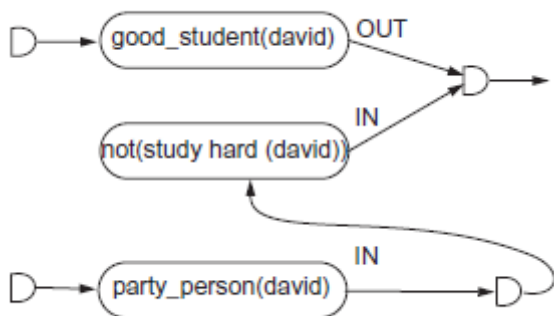 good_student(david)
OUT
IN
not(study hard (david))
IN
party_person(david)